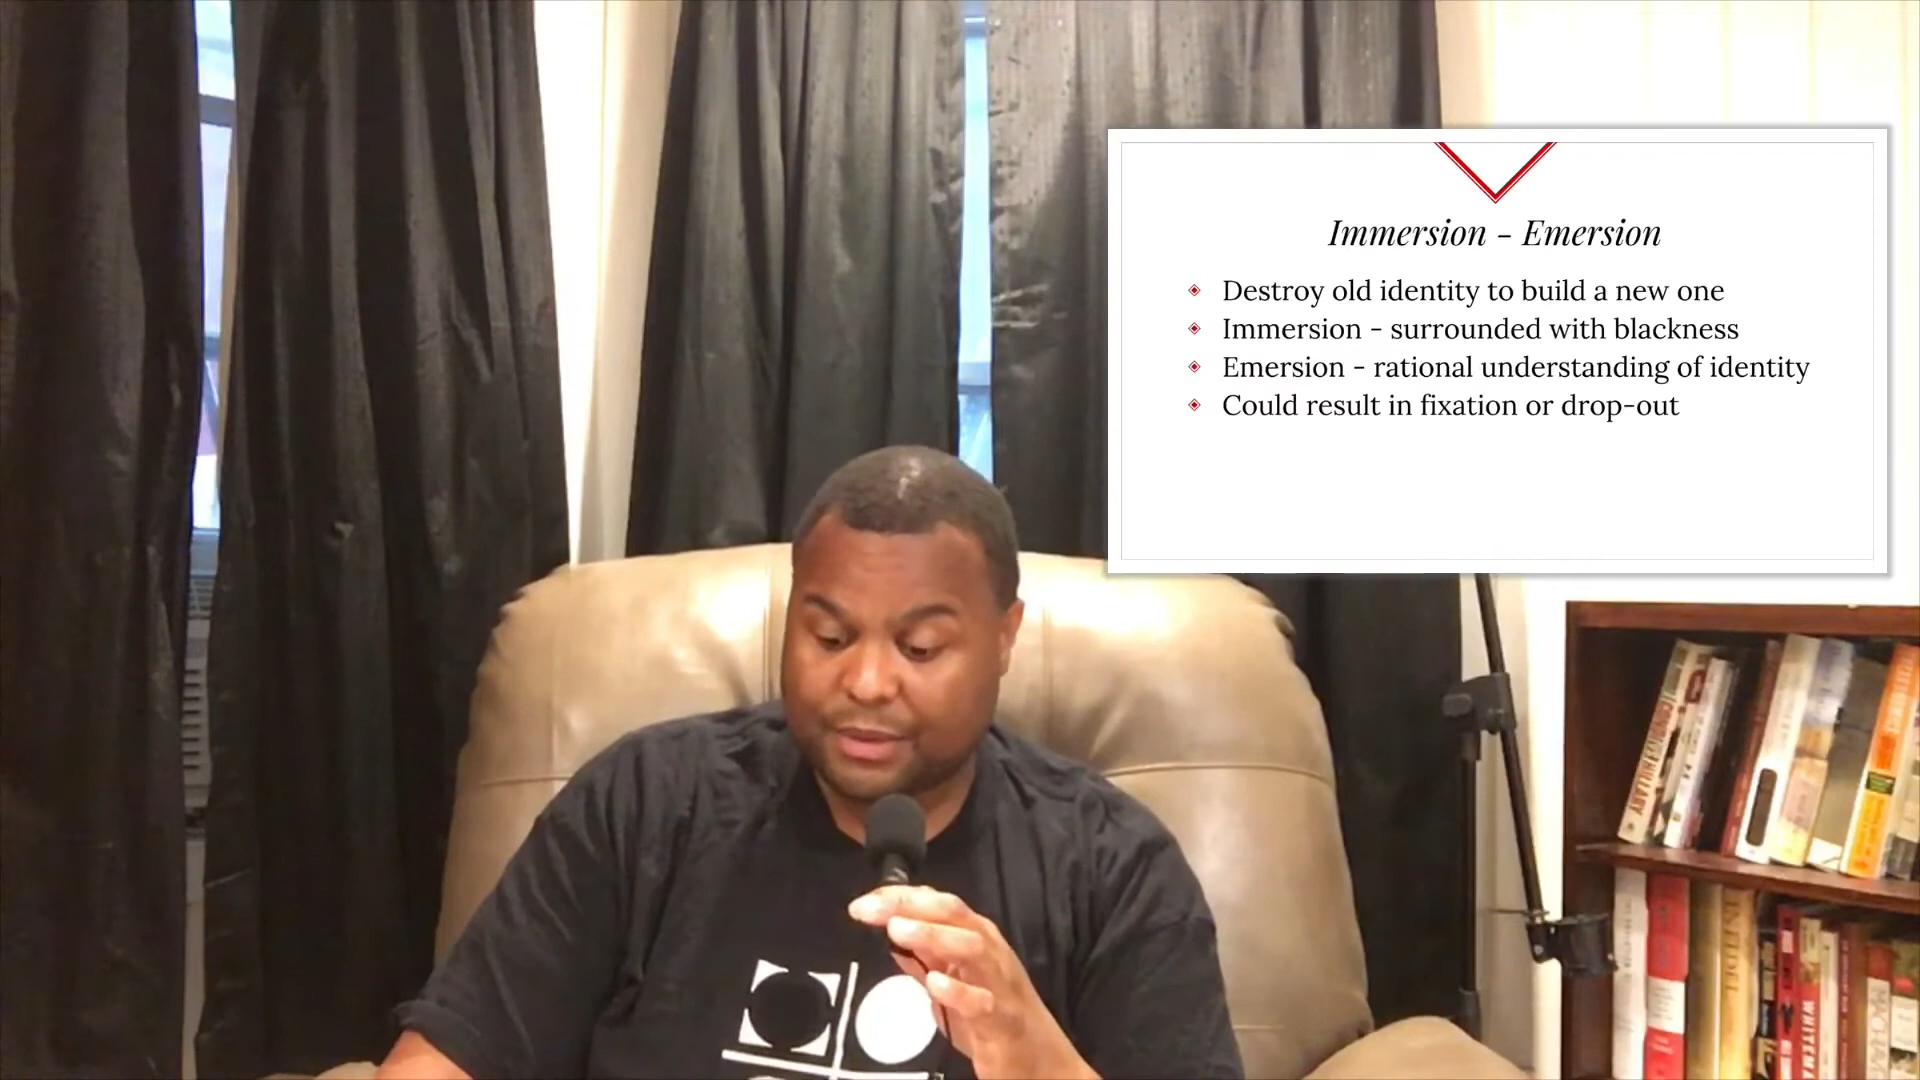 Immersion - Emersion
Destroy old identity to build a new one
Immersion - surrounded with blackness
Emersion - rational understanding of identity
Could result in fixation or drop-out
INFIDEL